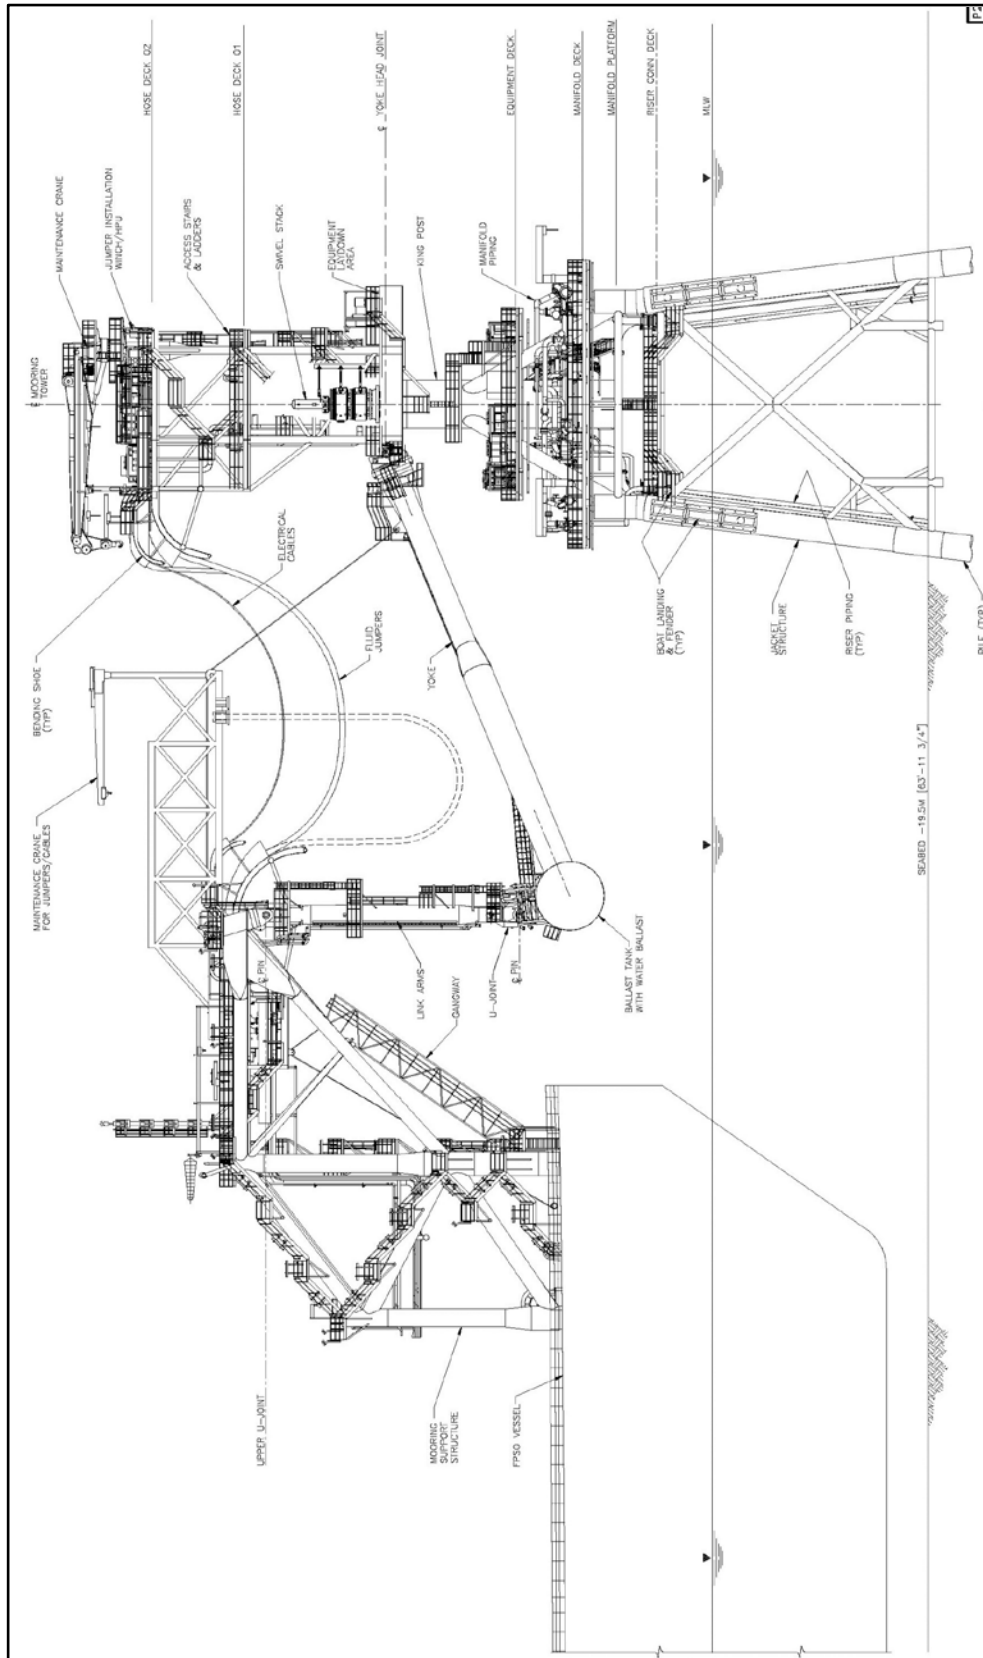 HOSE DECK 02
HOSE DECK 01
℄ YOKE HEAD JOINT
EQUIPMENT DECK
MANIFOLD DECK
MANIFOLD PLATFORM
RISER CONN DECK
MLW
MAINTENANCE CRANE
JUMPER INSTALLATION
WINCH/HPU
ACCESS STAIRS
& LADDERS
SWIVEL STACK
EQUIPMENT
LAYDOWN
AREA
KING POST
MANIFOLD
PIPING
℄ MOORING
TOWER
BENDING SHOE
(TYP)
ELECTRICAL
CABLES
FLUID
JUMPERS
YOKE
BOAT LANDING
& FENDER
(TYP)
JACKET
STRUCTURE
RISER PIPING
(TYP)
PILE (TYP)
MAINTENANCE CRANE
FOR JUMPERS/CABLES
SEABED -19.5M [63'-11 3/4"]
℄ PIN
LINK ARMS
GANGWAY
U-JOINT
℄ PIN
BALLAST TANK
WITH WATER BALLAST
UPPER U-JOINT
MOORING
SUPPORT
STRUCTURE
FPSO VESSEL